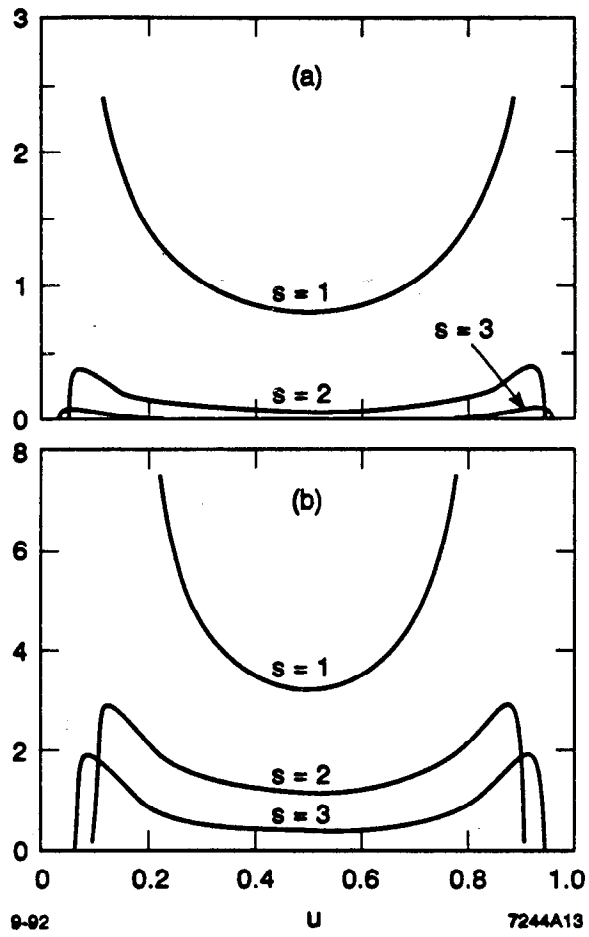 3
(a)
2
s = 1
1
s = 3
s = 2
0
8
(b)
6
4
s = 1
2
s = 2
s = 3
0
0 0.2 0.4 0.6 0.8 1.0
9-92 u 7244A13